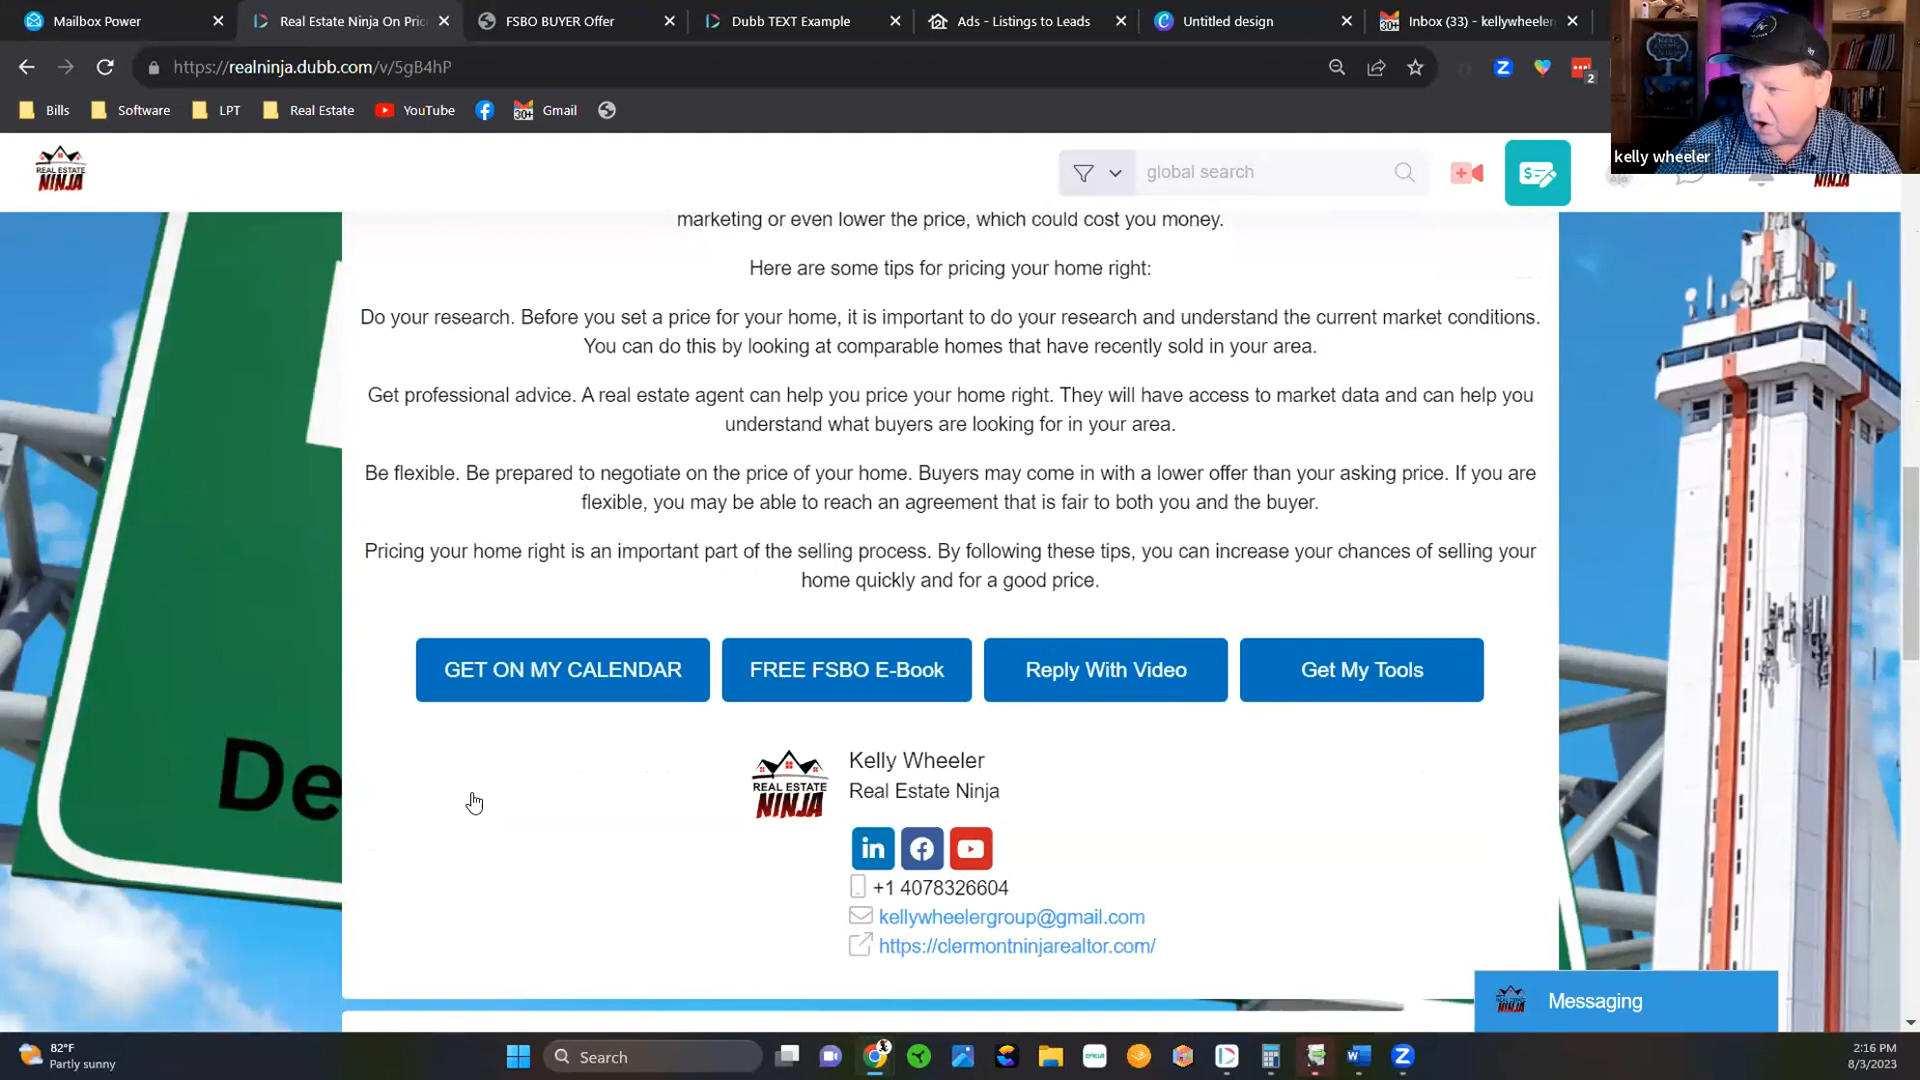 Mailbox Power
Real Estate Ninja On Pric
FSBO BUYER Offer
Dubb TEXT Example
Ads - Listings to Leads
Untitled design
Inbox (33) - kellywheeler
https://realninja.dubb.com/v/5gB4hP
2
Bills
Software
LPT
Real Estate
YouTube
30+
Gmail
kelly wheeler
REAL ESTATE
NINJA
global search
NINJA
marketing or even lower the price, which could cost you money.
Here are some tips for pricing your home right:
Do your research. Before you set a price for your home, it is important to do your research and understand the current market conditions.
You can do this by looking at comparable homes that have recently sold in your area.
Get professional advice. A real estate agent can help you price your home right. They will have access to market data and can help you
understand what buyers are looking for in your area.
Be flexible. Be prepared to negotiate on the price of your home. Buyers may come in with a lower offer than your asking price. If you are
flexible, you may be able to reach an agreement that is fair to both you and the buyer.
Pricing your home right is an important part of the selling process. By following these tips, you can increase your chances of selling your
home quickly and for a good price.
GET ON MY CALENDAR
FREE FSBO E-Book
Reply With Video
Get My Tools
De
REAL ESTATE
NINJA
Kelly Wheeler
Real Estate Ninja
+1 4078326604
kellywheelergroup@gmail.com
https://clermontninjarealtor.com/
Messaging
82°F
Partly sunny
Search
2:16 PM
8/3/2023